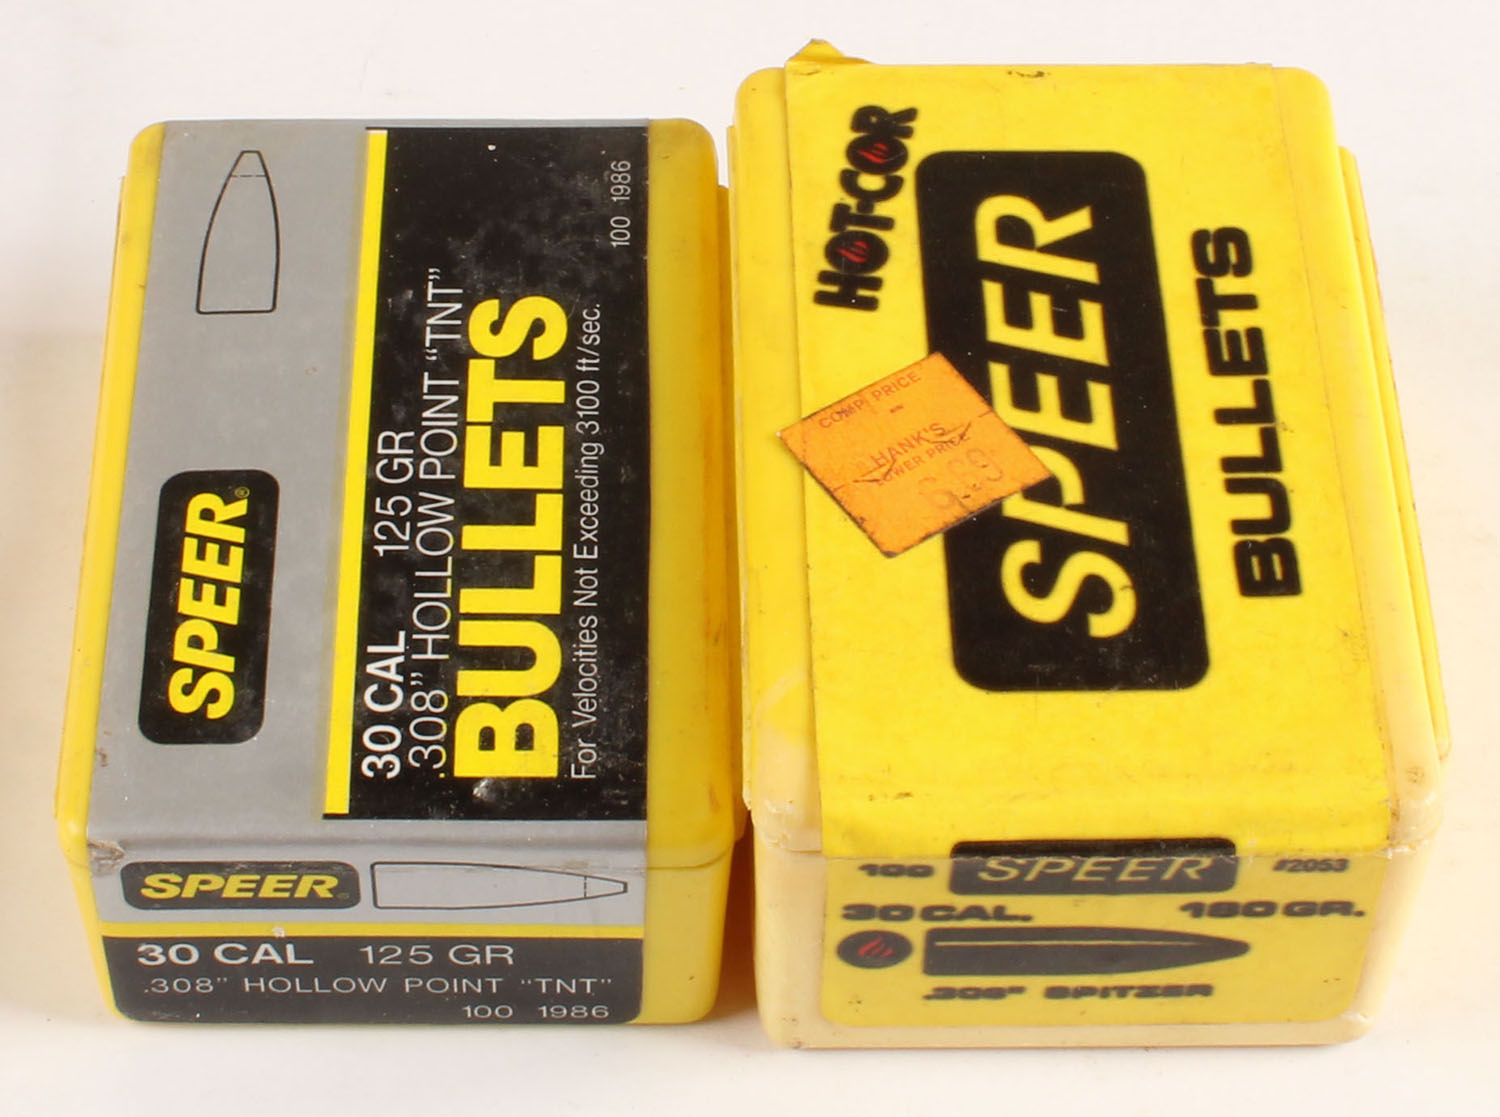 SPEER®
30 CAL 125 GR
.308" HOLLOW POINT "TNT"
BULLETS
For Velocities Not Exceeding 3100 ft/sec.
100 1986
SPEER
30 CAL 125 GR
.308" HOLLOW POINT "TNT"
100 1986
HOT-COR
SPEER
BULLETS
COMP PRICE
HANK'S
LOWER PRICE
100 SPEER #2053
30 CAL. 180 GR.
.308" SPITZER